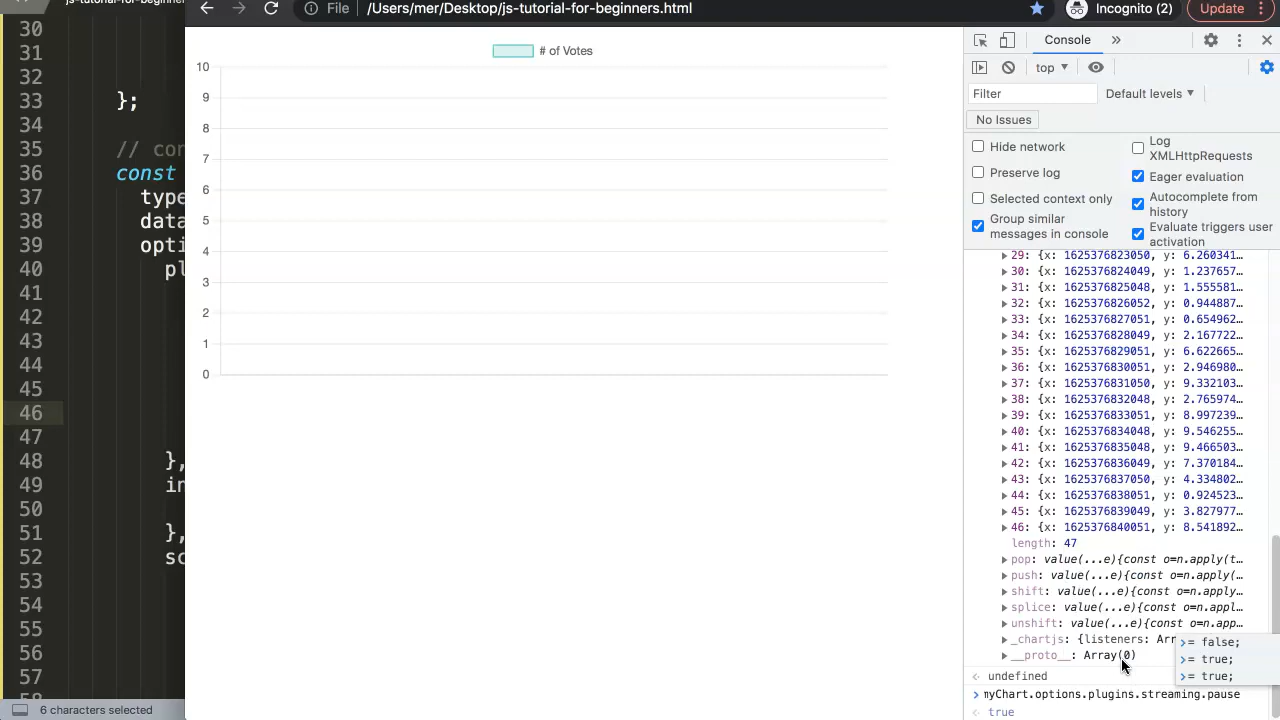 js-tutorial-for-beginners
File /Users/mer/Desktop/js-tutorial-for-beginners.html Incognito (2) Update
30
31
32
33 };
34
35 // con
36 const
37 type
38 data
39 opti
40 pl
41
42
43
44
45
46
47
48 },
49 in
50
51 },
52 sc
53
54
55
56
57
58
6 characters selected
# of Votes
10
9
8
7
6
5
4
3
2
1
0
Console »
top ▼
Filter Default levels ▼
No Issues
Hide network
Log XMLHttpRequests
Preserve log
Eager evaluation
Selected context only
Autocomplete from history
Group similar messages in console
Evaluate triggers user activation
29: {x: 1625376823050, y: 6.260341…
30: {x: 1625376824049, y: 1.237657…
31: {x: 1625376825048, y: 1.555581…
32: {x: 1625376826052, y: 0.944887…
33: {x: 1625376827051, y: 0.654962…
34: {x: 1625376828049, y: 2.167722…
35: {x: 1625376829051, y: 6.622665…
36: {x: 1625376830051, y: 2.946980…
37: {x: 1625376831050, y: 9.332103…
38: {x: 1625376832048, y: 2.765974…
39: {x: 1625376833051, y: 8.997239…
40: {x: 1625376834048, y: 9.546255…
41: {x: 1625376835048, y: 9.466503…
42: {x: 1625376836049, y: 7.370184…
43: {x: 1625376837050, y: 4.334802…
44: {x: 1625376838051, y: 0.924523…
45: {x: 1625376839049, y: 3.827977…
46: {x: 1625376840051, y: 8.541892…
length: 47
pop: value(...e){const o=n.apply(t…
push: value(...e){const o=n.apply(…
shift: value(...e){const o=n.apply…
splice: value(...e){const o=n.appl…
unshift: value(...e){const o=n.app…
_chartjs: {listeners: Arr
__proto__: Array(0)
= false;
= true;
= true;
undefined
myChart.options.plugins.streaming.pause
true